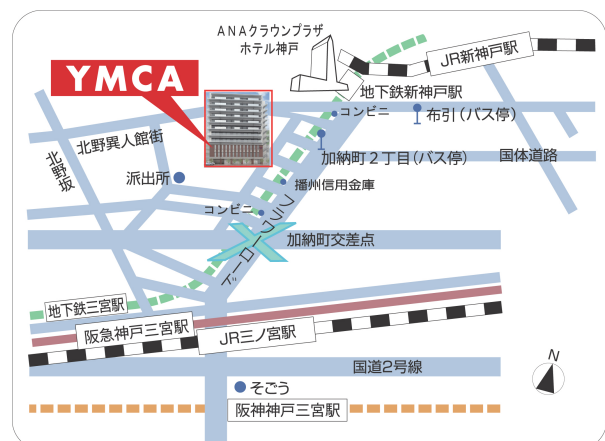 ANAクラウンプラザ
ホテル神戸
JR新神戸駅
YMCA
地下鉄新神戸駅
コンビニ
布引(バス停)
北野異人館街
北野坂
加納町2丁目(バス停)
国体道路
派出所
播州信用金庫
コンビニ
フラワーロード
加納町交差点
地下鉄三宮駅
阪急神戸三宮駅
JR三ノ宮駅
国道2号線
N
そごう
阪神神戸三宮駅